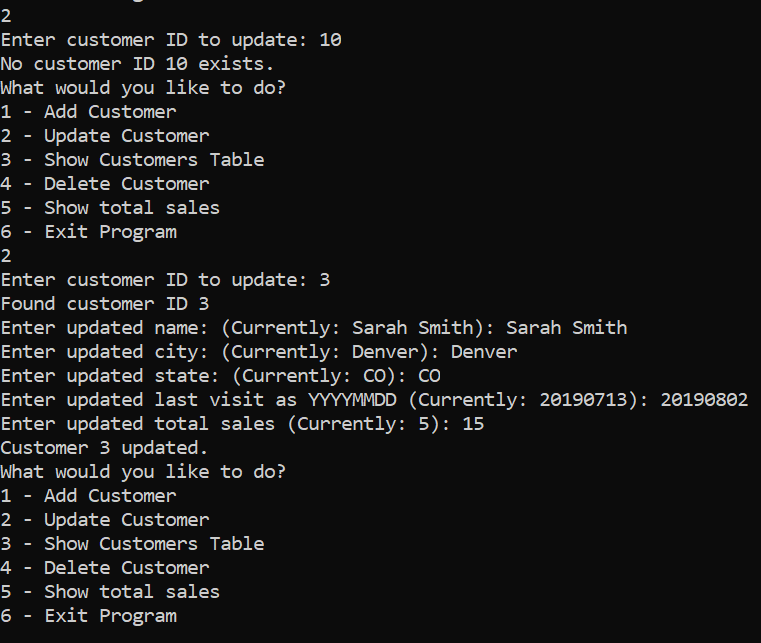 2
Enter customer ID to update: 10
No customer ID 10 exists.
What would you like to do?
1 - Add Customer
2 - Update Customer
3 - Show Customers Table
4 - Delete Customer
5 - Show total sales
6 - Exit Program
2
Enter customer ID to update: 3
Found customer ID 3
Enter updated name: (Currently: Sarah Smith): Sarah Smith
Enter updated city: (Currently: Denver): Denver
Enter updated state: (Currently: CO): CO
Enter updated last visit as YYYYMMDD (Currently: 20190713): 20190802
Enter updated total sales (Currently: 5): 15
Customer 3 updated.
What would you like to do?
1 - Add Customer
2 - Update Customer
3 - Show Customers Table
4 - Delete Customer
5 - Show total sales
6 - Exit Program